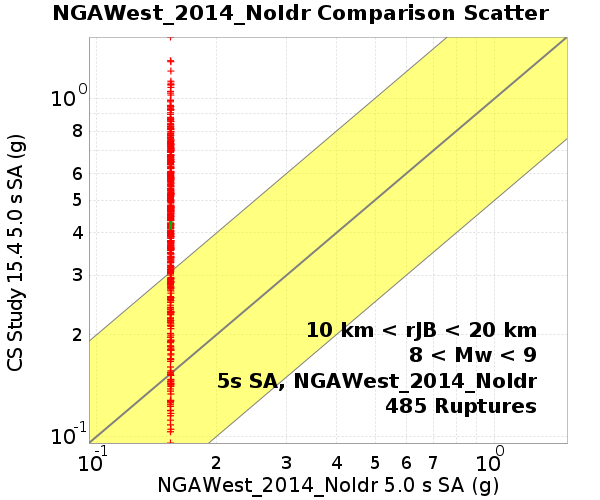 NGAWest_2014_NoIdr Comparison Scatter
CS Study 15.4 5.0 s SA (g)
10^0
8
6
5
4
3
2
10^-1
10 km < rJB < 20 km
8 < Mw < 9
5s SA, NGAWest_2014_NoIdr
485 Ruptures
10^-1 2 3 4 5 6 7 8 10^0
NGAWest_2014_NoIdr 5.0 s SA (g)